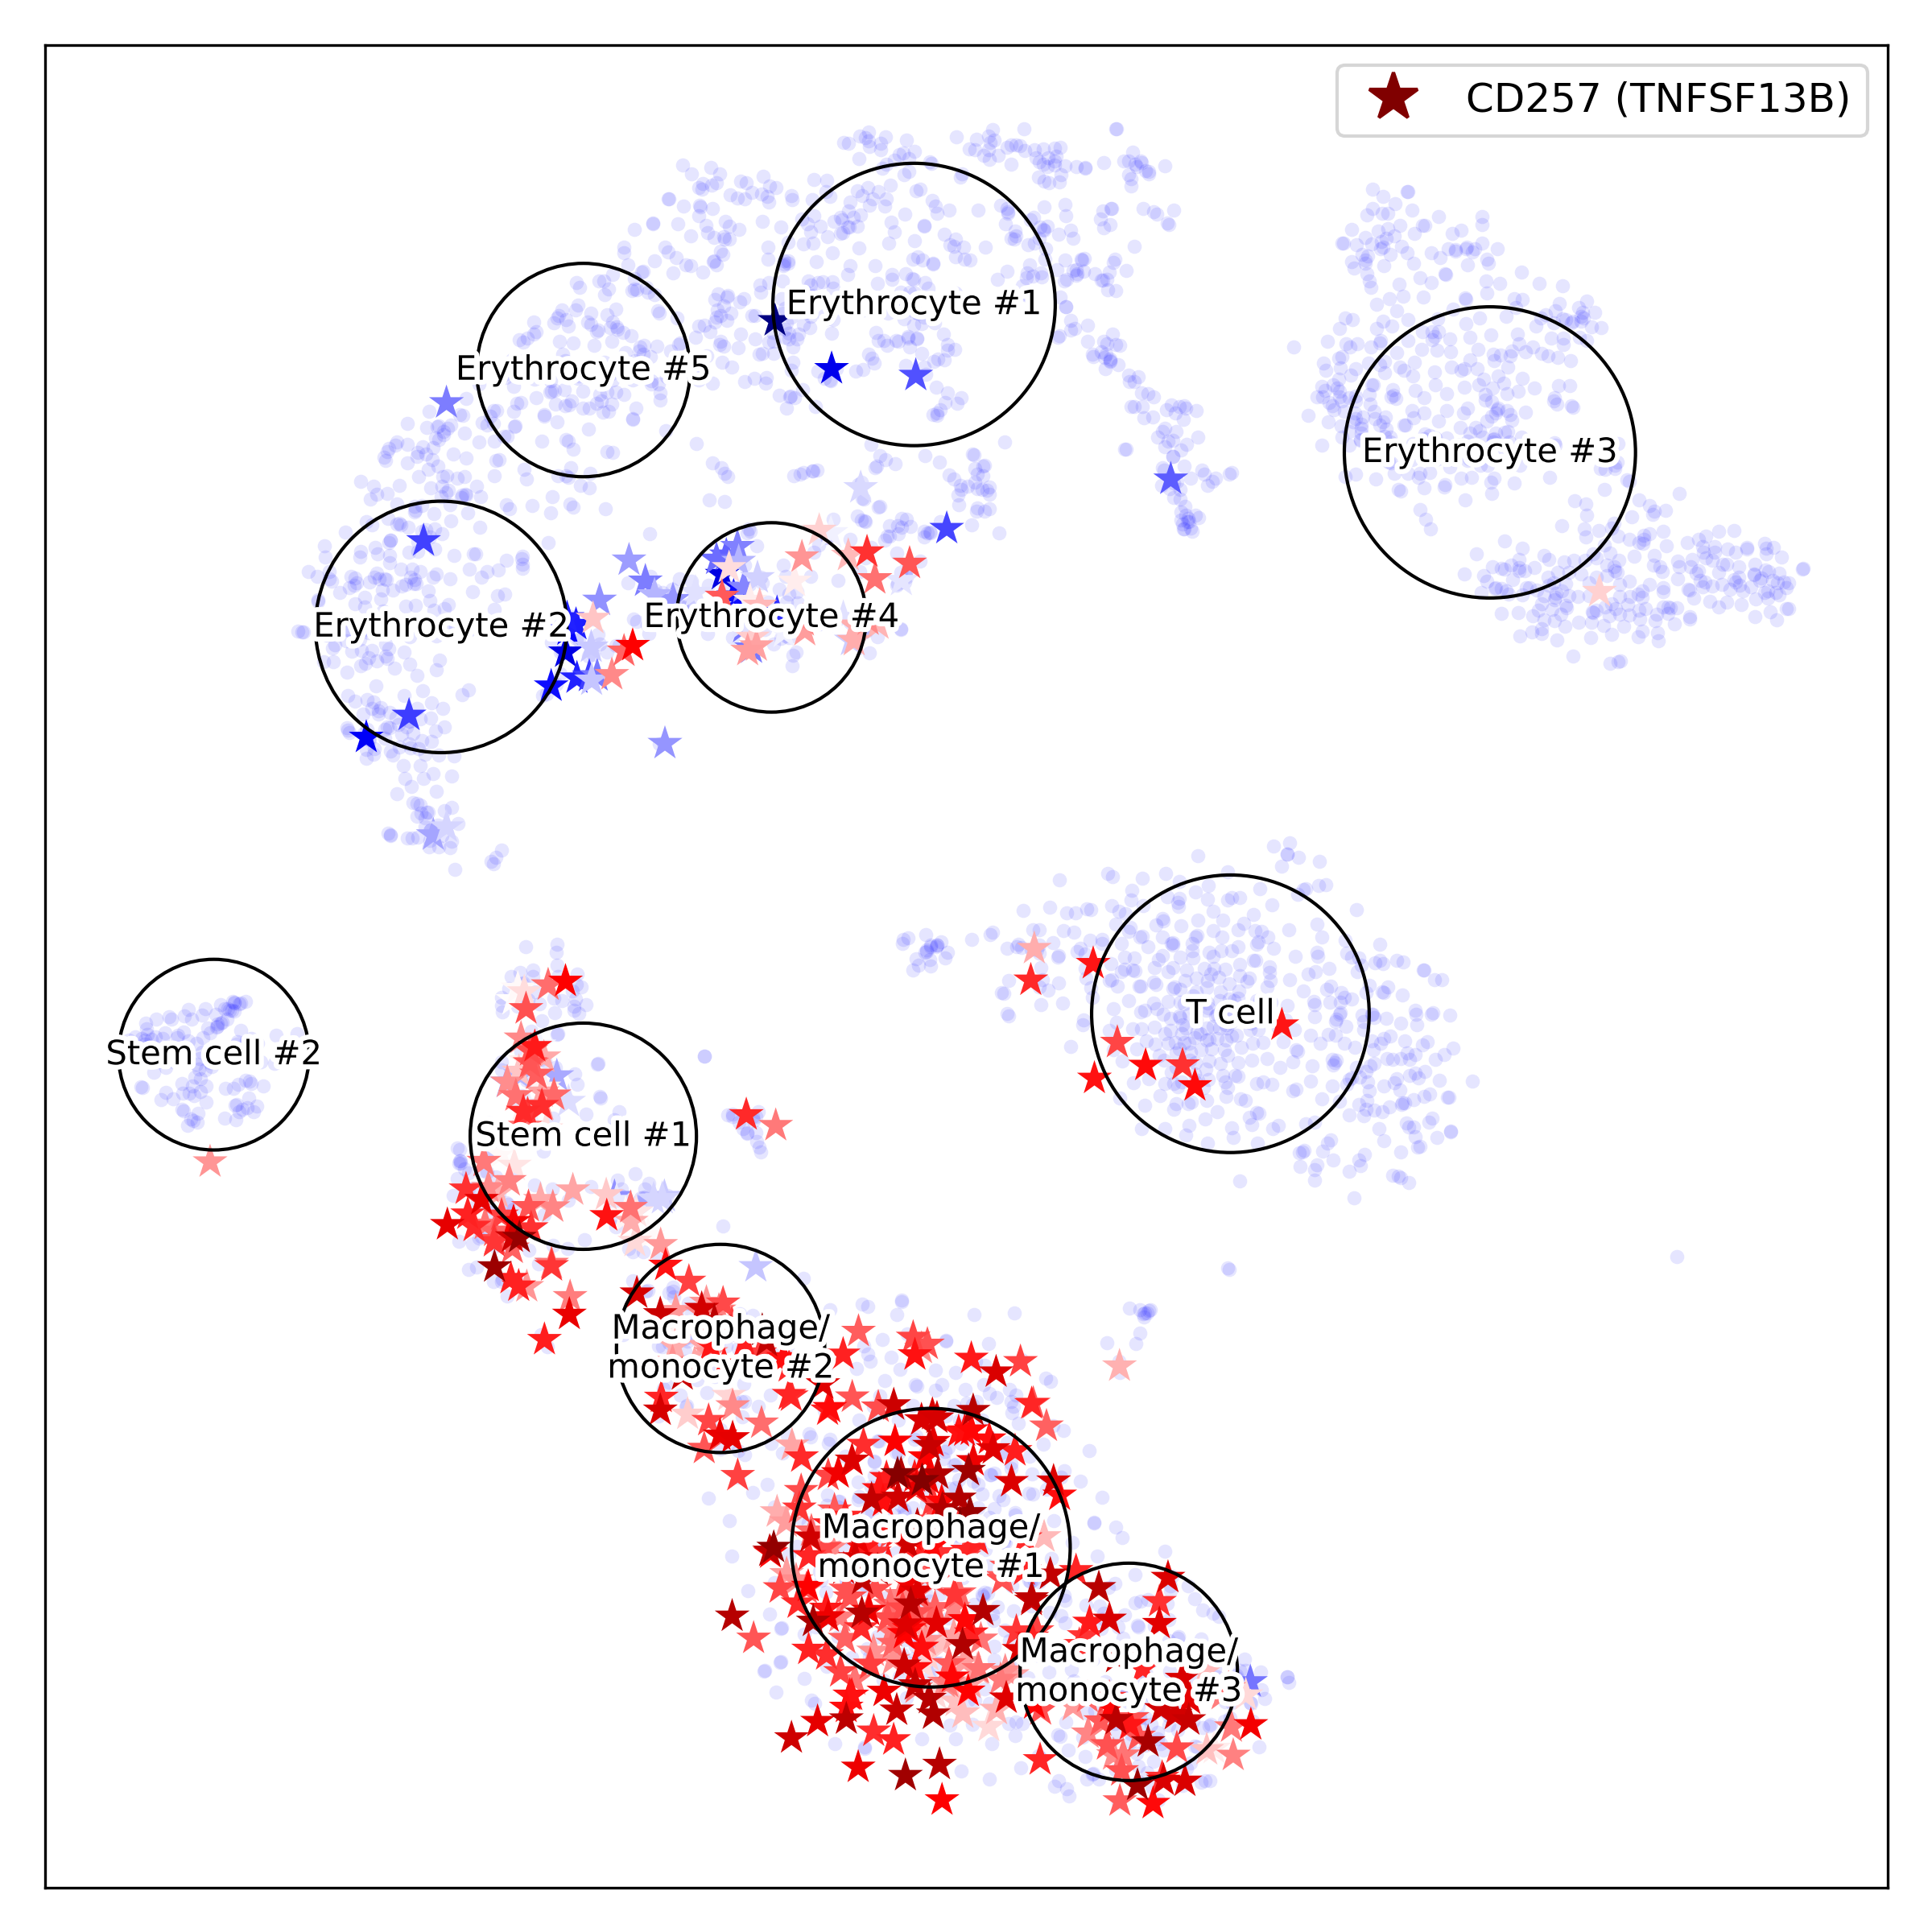 CD257 (TNFSF13B)
Erythrocyte #1
Erythrocyte #5
Erythrocyte #3
Erythrocyte #4
Erythrocyte #2
T cell
Stem cell #2
Stem cell #1
Macrophage/
monocyte #2
Macrophage/
monocyte #1
Macrophage/
monocyte #3